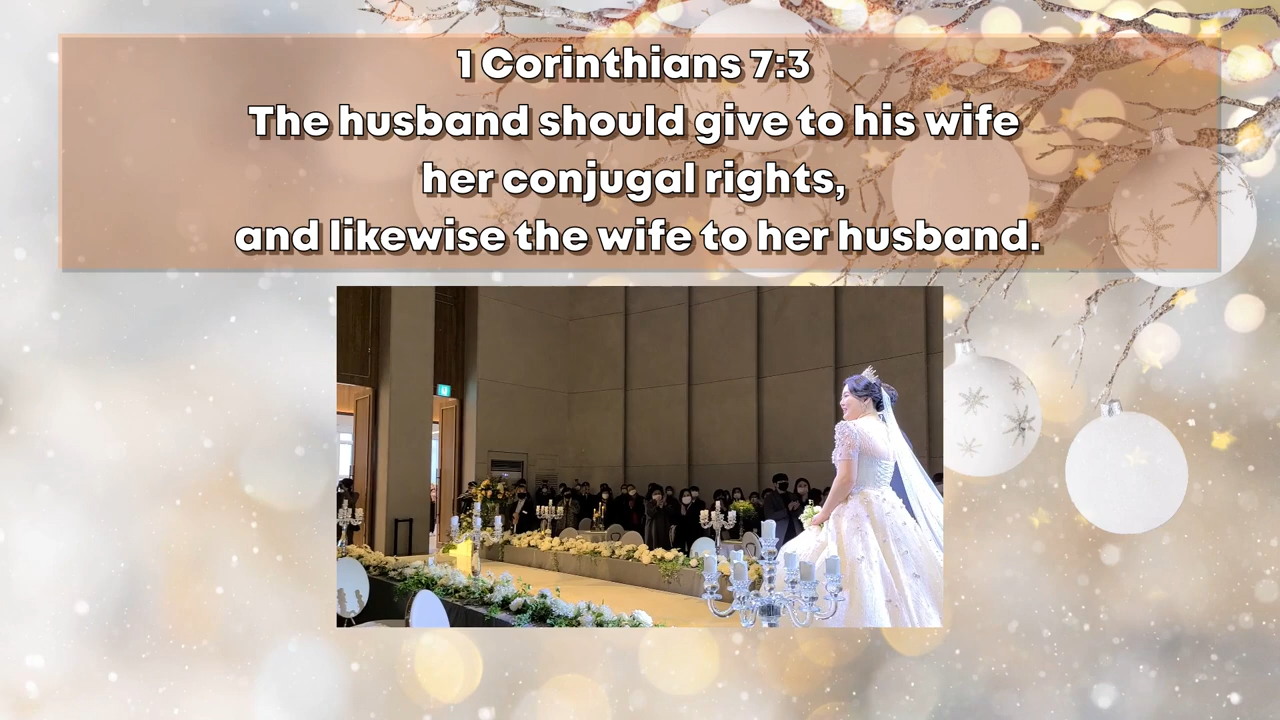 1 Corinthians 7:3
The husband should give to his wife
her conjugal rights,
and likewise the wife to her husband.